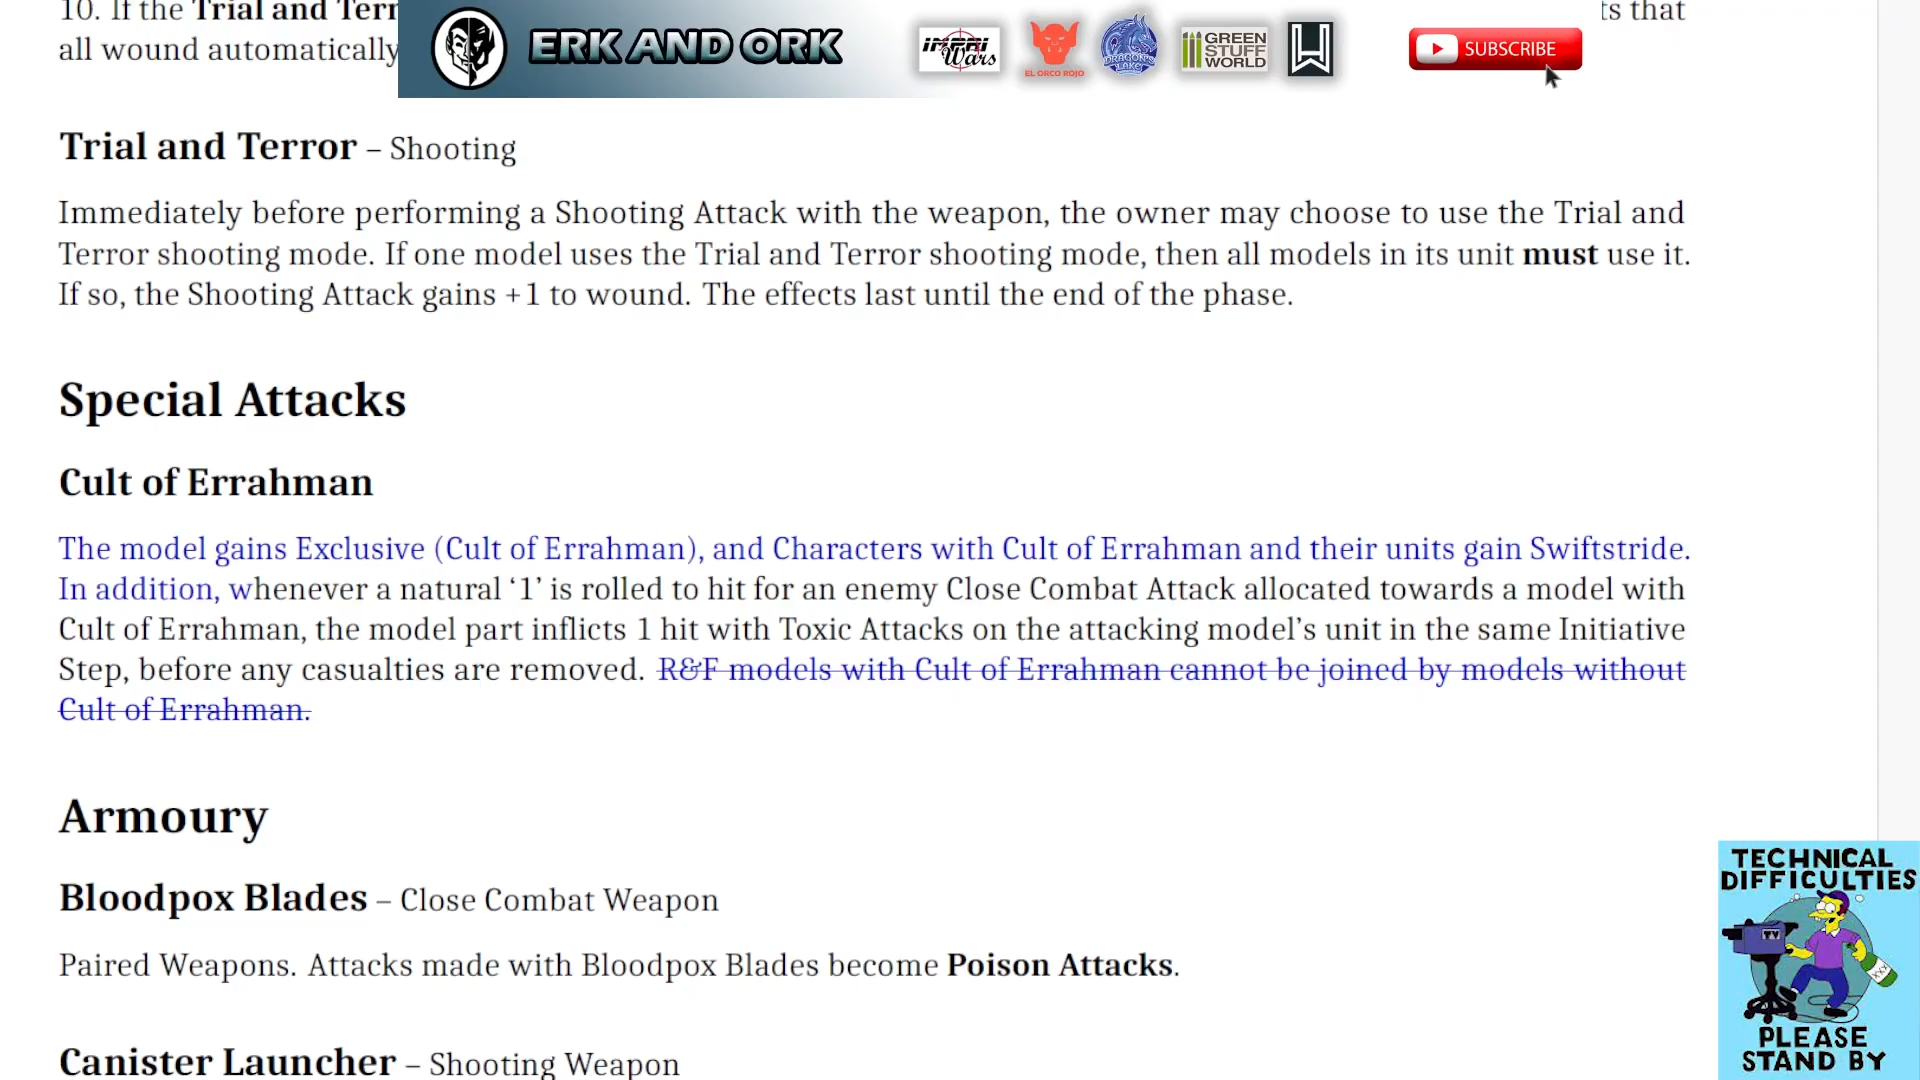 10. If the Trial and Terr
ts that
all wound automatically
ERK AND ORK
IMPRI Wars
EL ORCO ROJO
DRAGON'S LAKE
GREEN STUFF WORLD
SUBSCRIBE
Trial and Terror – Shooting
Immediately before performing a Shooting Attack with the weapon, the owner may choose to use the Trial and
Terror shooting mode. If one model uses the Trial and Terror shooting mode, then all models in its unit must use it.
If so, the Shooting Attack gains +1 to wound. The effects last until the end of the phase.
Special Attacks
Cult of Errahman
The model gains Exclusive (Cult of Errahman), and Characters with Cult of Errahman and their units gain Swiftstride.
In addition, whenever a natural ‘1’ is rolled to hit for an enemy Close Combat Attack allocated towards a model with
Cult of Errahman, the model part inflicts 1 hit with Toxic Attacks on the attacking model’s unit in the same Initiative
Step, before any casualties are removed. R&F models with Cult of Errahman cannot be joined by models without
Cult of Errahman.
Armoury
Bloodpox Blades – Close Combat Weapon
Paired Weapons. Attacks made with Bloodpox Blades become Poison Attacks.
Canister Launcher – Shooting Weapon
TECHNICAL
DIFFICULTIES
TV
XXX
PLEASE
STAND BY